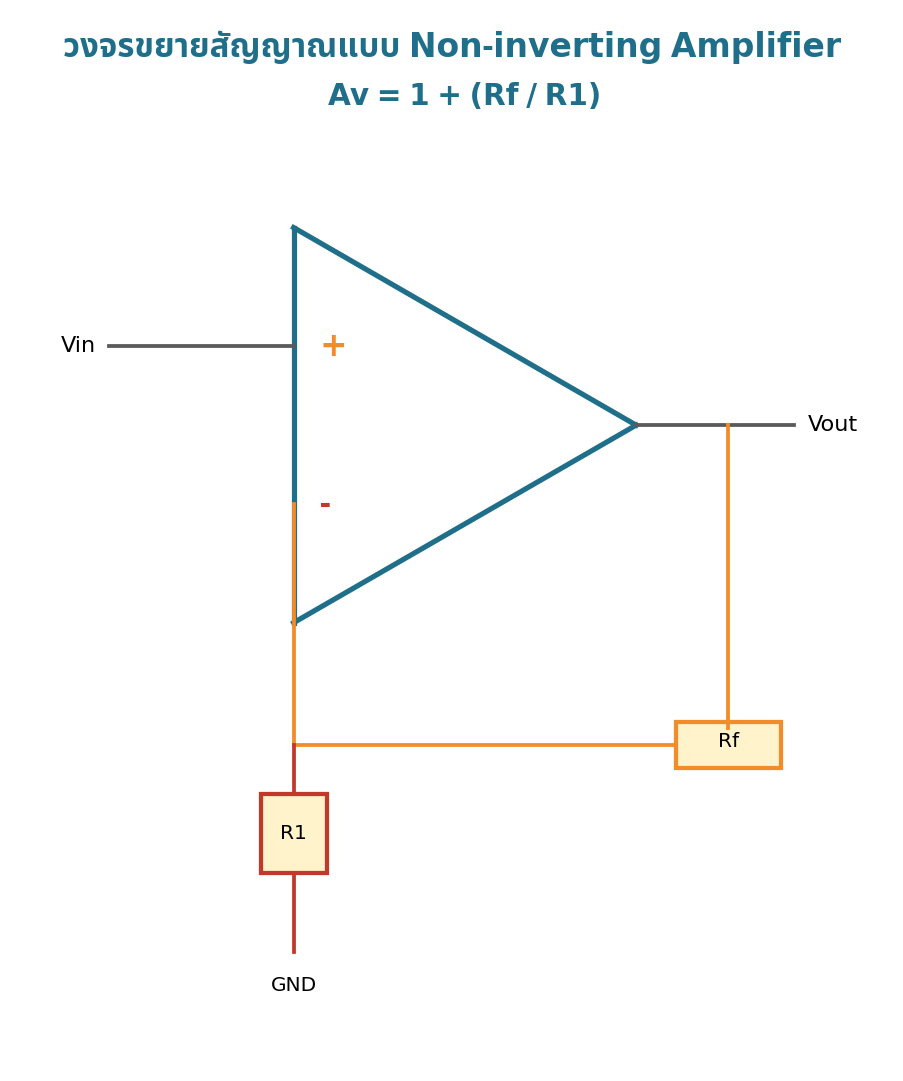 วงจรขยายสัญญาณแบบ Non-inverting Amplifier
Av = 1 + (Rf / R1)
Vin
+
Vout
-
Rf
R1
GND